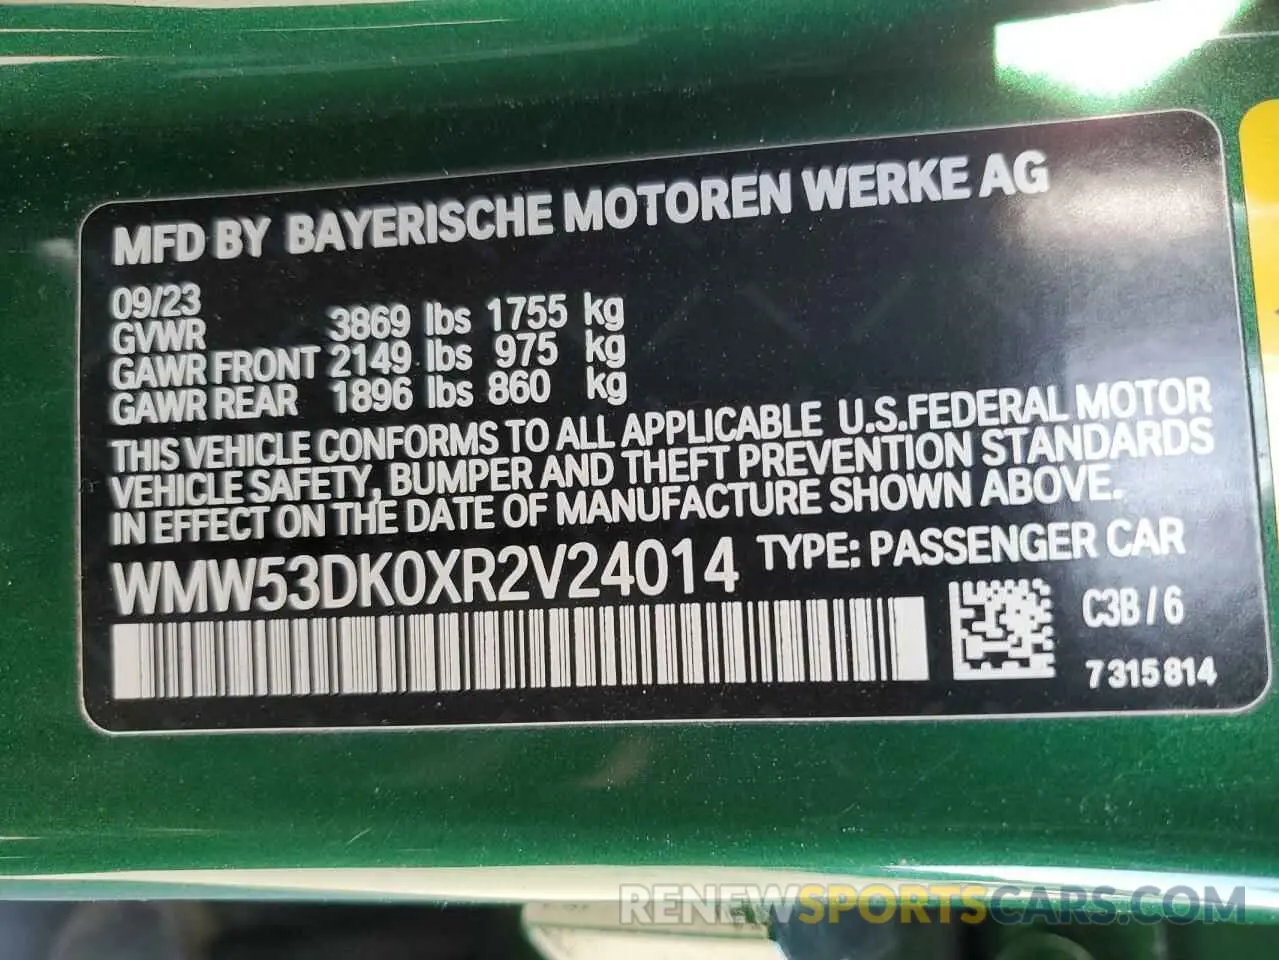 MFD BY BAYERISCHE MOTOREN WERKE AG
09/23
GVWR 3869 lbs 1755 kg
GAWR FRONT 2149 lbs 975 kg
GAWR REAR 1896 lbs 860 kg
THIS VEHICLE CONFORMS TO ALL APPLICABLE U.S.FEDERAL MOTOR
VEHICLE SAFETY, BUMPER AND THEFT PREVENTION STANDARDS
IN EFFECT ON THE DATE OF MANUFACTURE SHOWN ABOVE.
WMW53DK0XR2V24014 TYPE: PASSENGER CAR
C3B / 6
7315814
RENEWSPORTSCARS.COM